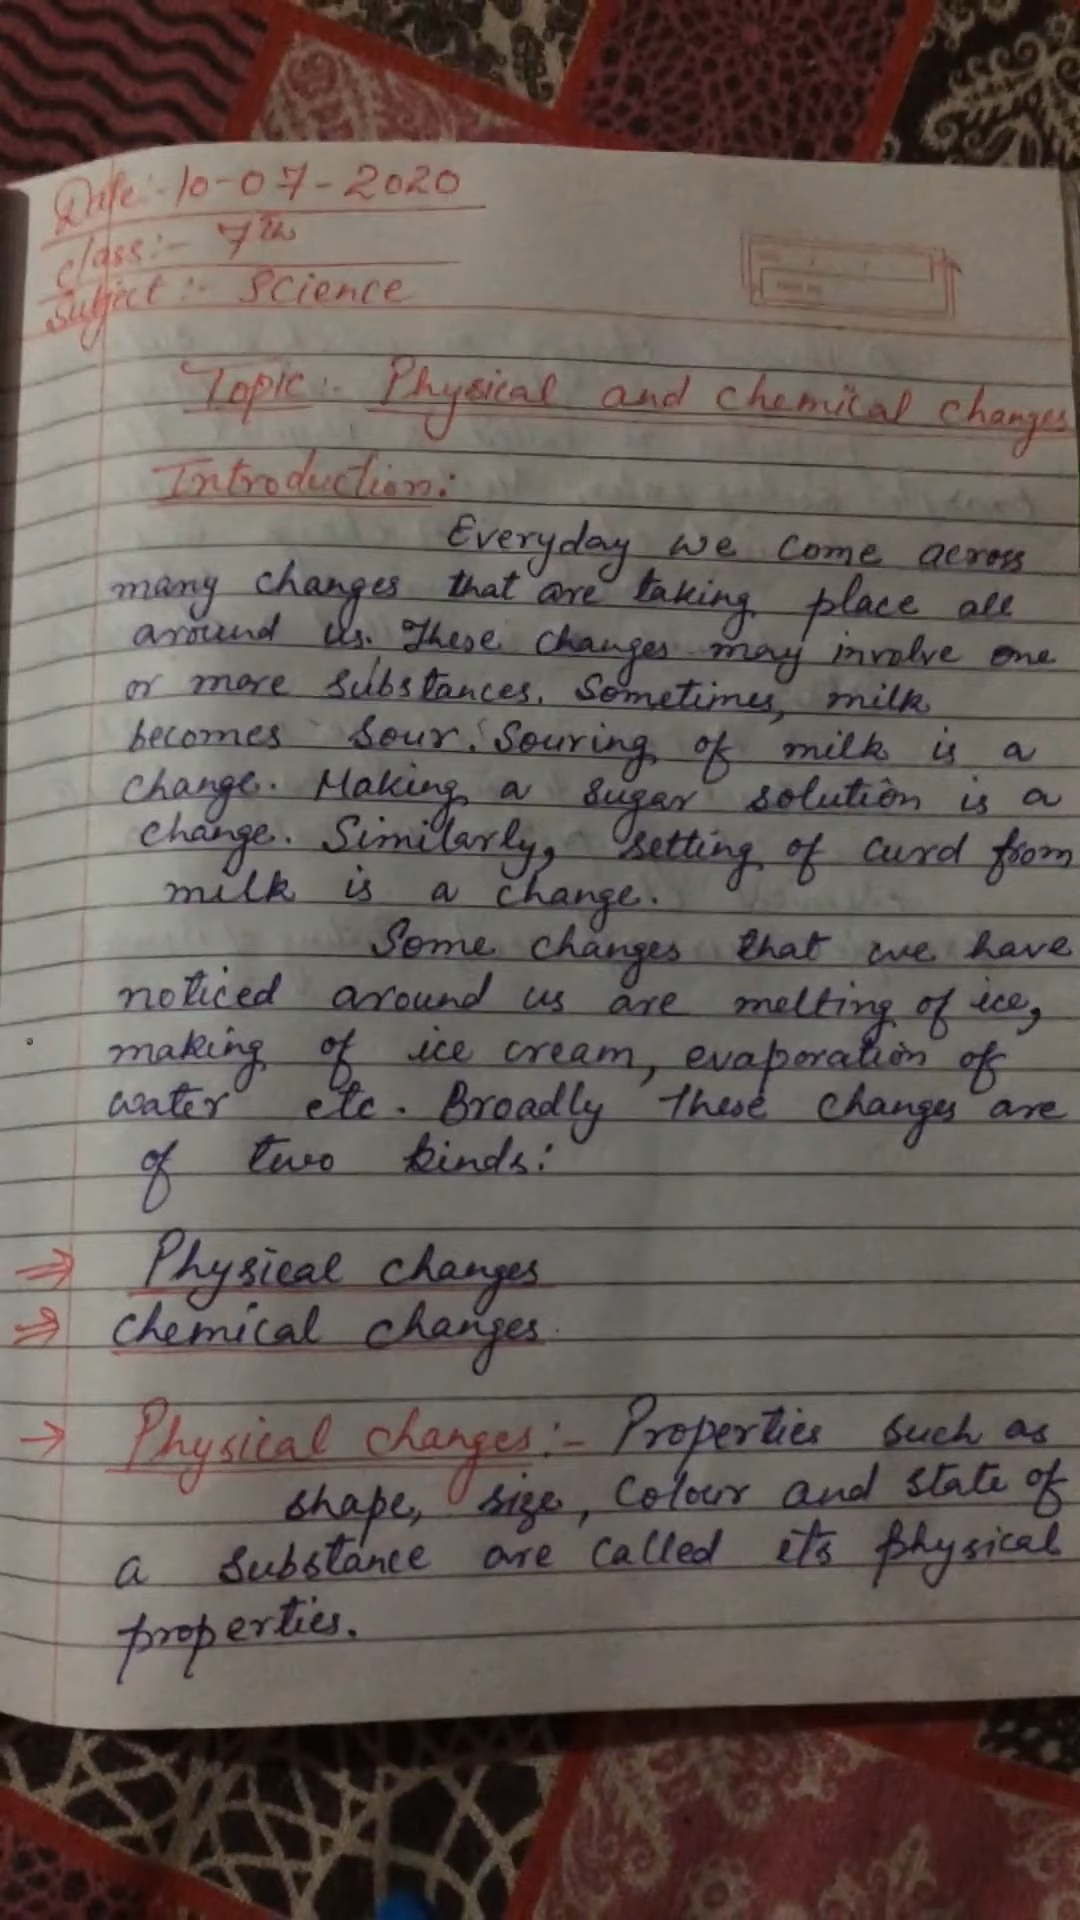 Date:- 10-07-2020
Class:- 7th
Subject:- Science
Topic:- Physical and chemical changes
Introduction:
Everyday we come across
many changes that are taking place all
around us. These changes may involve one
or more substances. Sometimes, milk
becomes sour. Souring of milk is a
change. Making a sugar solution is a
change. Similarly, setting of curd from
milk is a change.
Some changes that we have
noticed around us are melting of ice,
making of ice cream, evaporation of
water etc. Broadly these changes are
of two kinds:
⇒ Physical changes
⇒ chemical changes.
→ Physical changes:- Properties such as
shape, size, colour and state of
a substance are called its physical
properties.